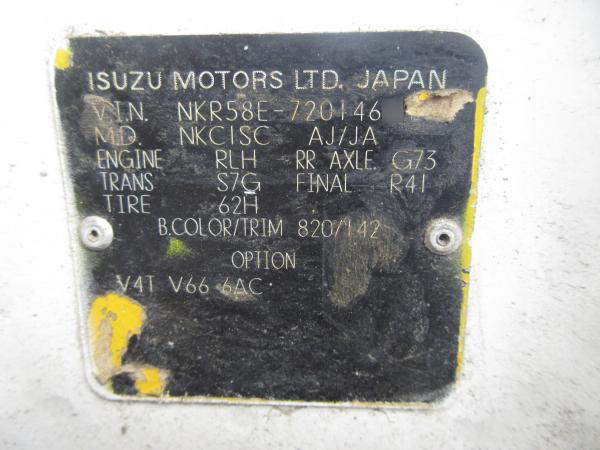 ISUZU MOTORS LTD. JAPAN
V.I.N. NKR58E-720146
M.D. NKCISC AJ/JA
ENGINE RLH RR AXLE. G73
TRANS S7G FINAL R41
TIRE 62H
B.COLOR/TRIM 820/142
OPTION
V4T V66 6AC